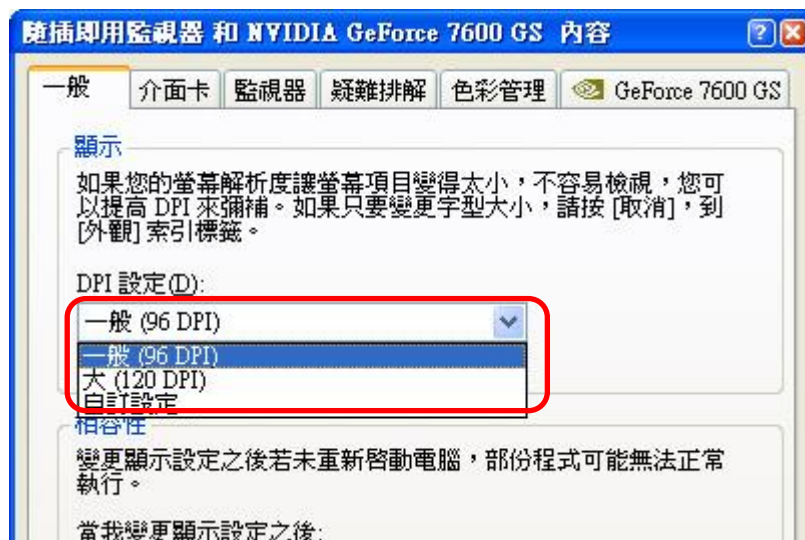 隨插即用監視器 和 NVIDIA GeForce 7600 GS 內容
一般 介面卡 監視器 疑難排解 色彩管理 GeForce 7600 GS
顯示
如果您的螢幕解析度讓螢幕項目變得太小，不容易檢視，您可
以提高 DPI 來彌補。如果只要變更字型大小，請按 [取消]，到
[外觀] 索引標籤。
DPI 設定(D):
一般 (96 DPI)
一般 (96 DPI)
大 (120 DPI)
自訂設定
相容性
變更顯示設定之後若未重新啓動電腦，部份程式可能無法正常
執行。
當我變更顯示設定之後: